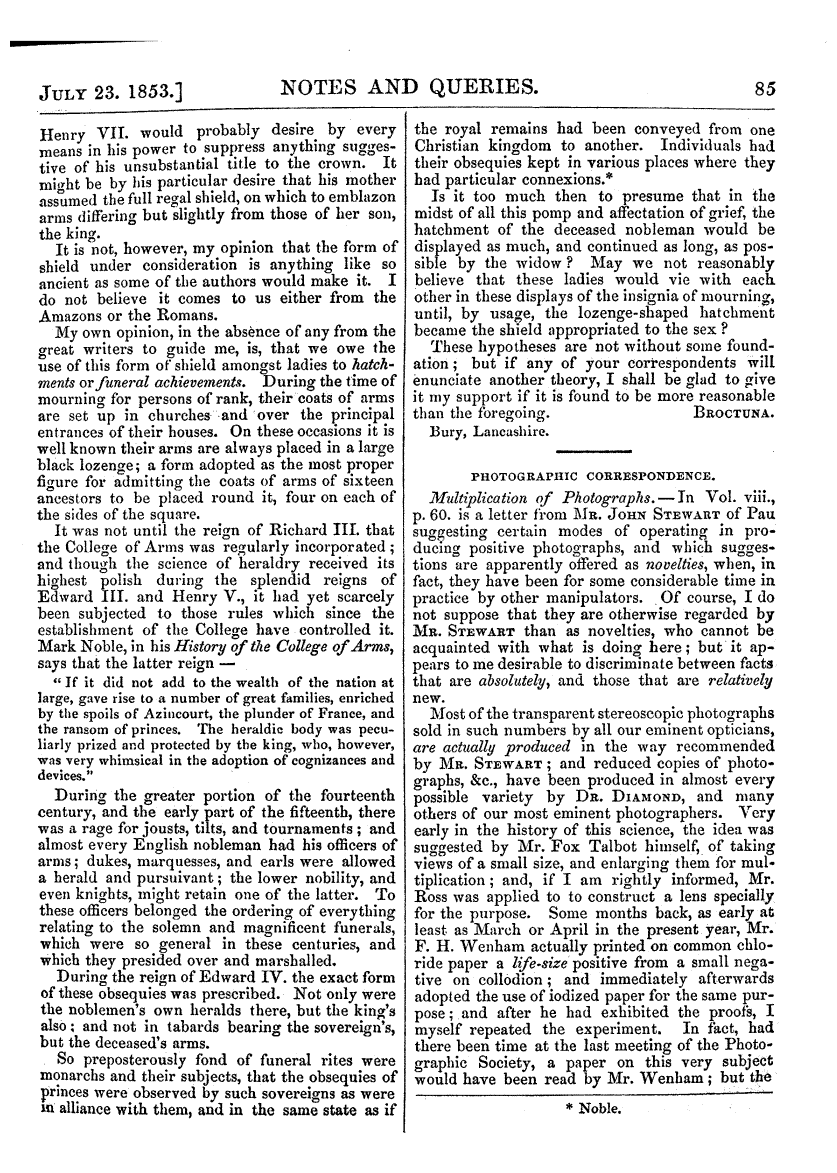 JULY 23. 1853.] NOTES AND QUERIES. 85
Henry VII. would probably desire by every
means in his power to suppress anything sugges-
tive of his unsubstantial title to the crown. It
might be by his particular desire that his mother
assumed the full regal shield, on which to emblazon
arms differing but slightly from those of her son,
the king.
It is not, however, my opinion that the form of
shield under consideration is anything like so
ancient as some of the authors would make it. I
do not believe it comes to us either from the
Amazons or the Romans.
My own opinion, in the absence of any from the
great writers to guide me, is, that we owe the
use of this form of shield amongst ladies to hatch-
ments or funeral achievements. During the time of
mourning for persons of rank, their coats of arms
are set up in churches and over the principal
entrances of their houses. On these occasions it is
well known their arms are always placed in a large
black lozenge; a form adopted as the most proper
figure for admitting the coats of arms of sixteen
ancestors to be placed round it, four on each of
the sides of the square.
It was not until the reign of Richard III. that
the College of Arms was regularly incorporated;
and though the science of heraldry received its
highest polish during the splendid reigns of
Edward III. and Henry V., it had yet scarcely
been subjected to those rules which since the
establishment of the College have controlled it.
Mark Noble, in his History of the College of Arms,
says that the latter reign —
"If it did not add to the wealth of the nation at
large, gave rise to a number of great families, enriched
by the spoils of Azincourt, the plunder of France, and
the ransom of princes. The heraldic body was pecu-
liarly prized and protected by the king, who, however,
was very whimsical in the adoption of cognizances and
devices."
During the greater portion of the fourteenth
century, and the early part of the fifteenth, there
was a rage for jousts, tilts, and tournaments; and
almost every English nobleman had his officers of
arms; dukes, marquesses, and earls were allowed
a herald and pursuivant; the lower nobility, and
even knights, might retain one of the latter. To
these officers belonged the ordering of everything
relating to the solemn and magnificent funerals,
which were so general in these centuries, and
which they presided over and marshalled.
During the reign of Edward IV. the exact form
of these obsequies was prescribed. Not only were
the noblemen's own heralds there, but the king's
also; and not in tabards bearing the sovereign's,
but the deceased's arms.
So preposterously fond of funeral rites were
monarchs and their subjects, that the obsequies of
princes were observed by such sovereigns as were
in alliance with them, and in the same state as if
the royal remains had been conveyed from one
Christian kingdom to another. Individuals had
their obsequies kept in various places where they
had particular connexions.*
Is it too much then to presume that in the
midst of all this pomp and affectation of grief, the
hatchment of the deceased nobleman would be
displayed as much, and continued as long, as pos-
sible by the widow? May we not reasonably
believe that these ladies would vie with each
other in these displays of the insignia of mourning,
until, by usage, the lozenge-shaped hatchment
became the shield appropriated to the sex?
These hypotheses are not without some found-
ation; but if any of your correspondents will
enunciate another theory, I shall be glad to give
it my support if it is found to be more reasonable
than the foregoing. BROCTUNA.
Bury, Lancashire.
PHOTOGRAPHIC CORRESPONDENCE.
Multiplication of Photographs.—In Vol. viii.,
p. 60. is a letter from MR. JOHN STEWART of Pau
suggesting certain modes of operating in pro-
ducing positive photographs, and which sugges-
tions are apparently offered as novelties, when, in
fact, they have been for some considerable time in
practice by other manipulators. Of course, I do
not suppose that they are otherwise regarded by
MR. STEWART than as novelties, who cannot be
acquainted with what is doing here; but it ap-
pears to me desirable to discriminate between facts
that are absolutely, and those that are relatively
new.
Most of the transparent stereoscopic photographs
sold in such numbers by all our eminent opticians,
are actually produced in the way recommended
by MR. STEWART; and reduced copies of photo-
graphs, &c., have been produced in almost every
possible variety by DR. DIAMOND, and many
others of our most eminent photographers. Very
early in the history of this science, the idea was
suggested by Mr. Fox Talbot himself, of taking
views of a small size, and enlarging them for mul-
tiplication; and, if I am rightly informed, Mr.
Ross was applied to to construct a lens specially
for the purpose. Some months back, as early at
least as March or April in the present year, Mr.
F. H. Wenham actually printed on common chlo-
ride paper a life-size positive from a small nega-
tive on collodion; and immediately afterwards
adopted the use of iodized paper for the same pur-
pose; and after he had exhibited the proofs, I
myself repeated the experiment. In fact, had
there been time at the last meeting of the Photo-
graphic Society, a paper on this very subject
would have been read by Mr. Wenham; but the
* Noble.